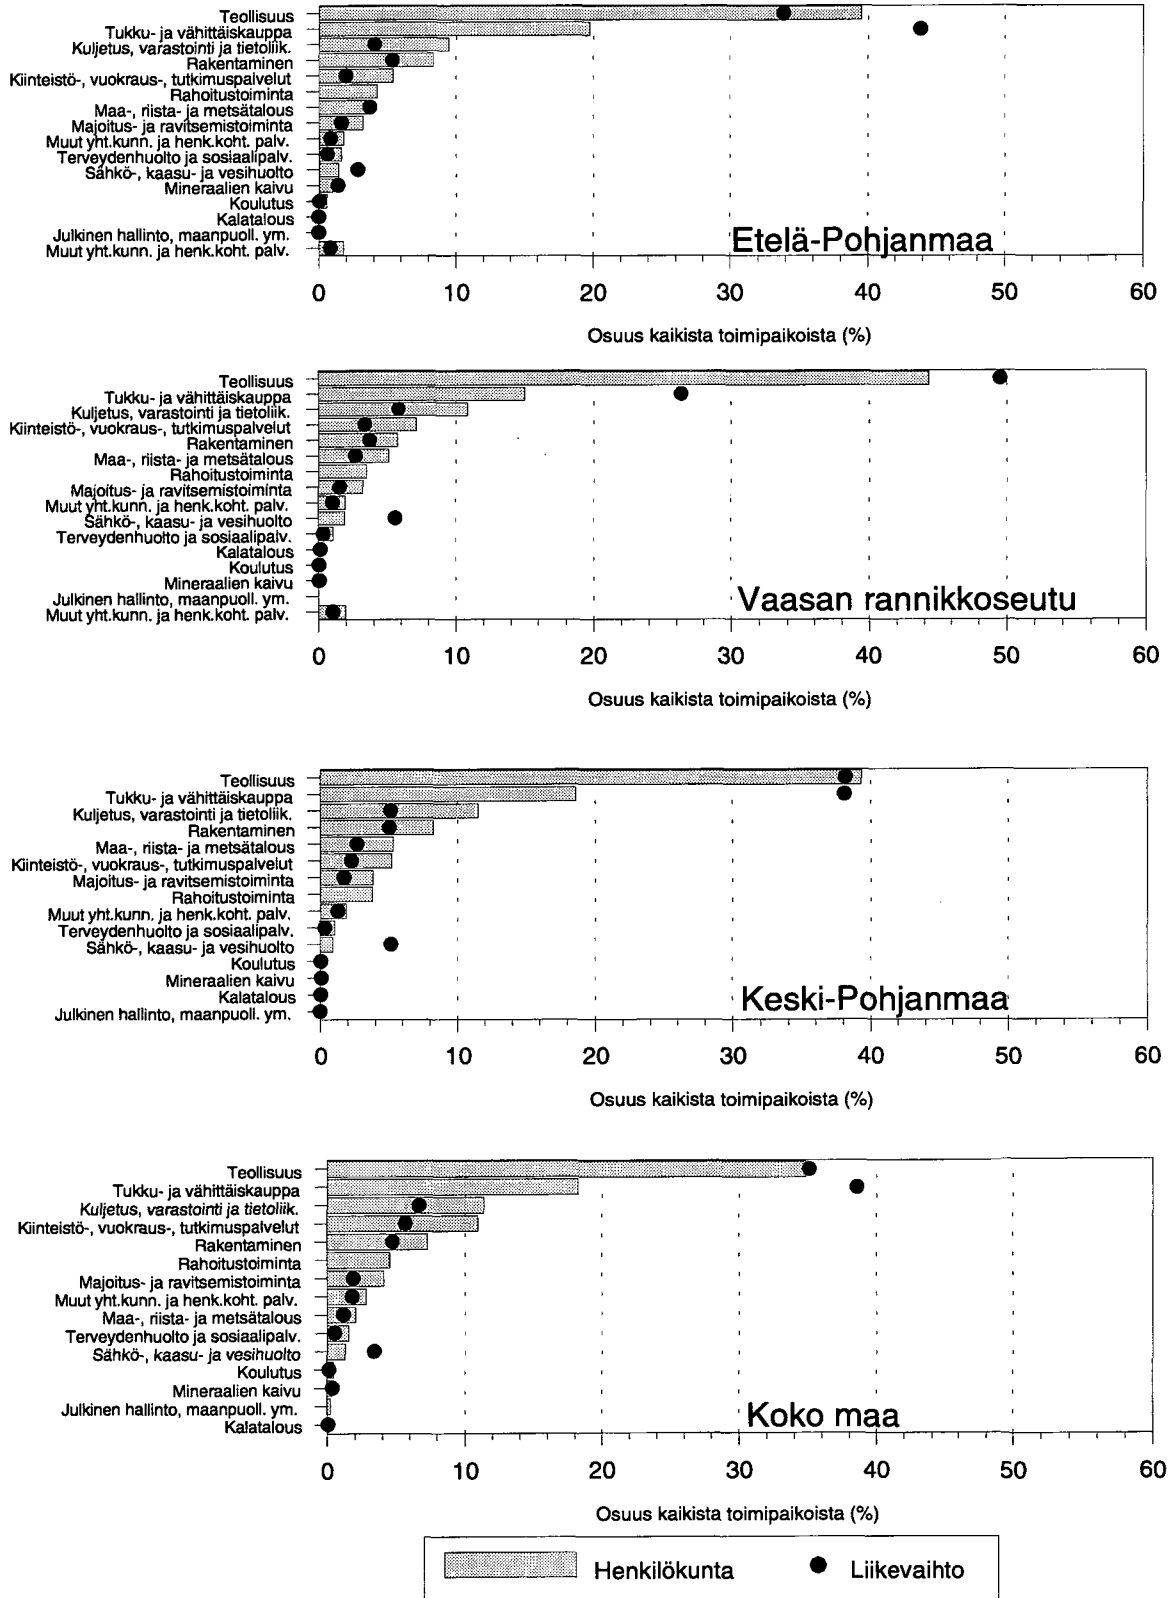 Teollisuus
Tukku- ja vähittäiskauppa
Kuljetus, varastointi ja tietoliik.
Rakentaminen
Kiinteistö-, vuokraus-, tutkimuspalvelut
Rahoitustoiminta
Maa-, riista- ja metsätalous
Majoitus- ja ravitsemistoiminta
Muut yht.kunn. ja henk.koht. palv.
Terveydenhuolto ja sosiaalipalv.
Sähkö-, kaasu- ja vesihuolto
Mineraalien kaivu
Koulutus
Kalatalous
Julkinen hallinto, maanpuoll. ym.
Muut yht.kunn. ja henk.koht. palv.
Etelä-Pohjanmaa
0 10 20 30 40 50 60
Osuus kaikista toimipaikoista (%)
Teollisuus
Tukku- ja vähittäiskauppa
Kuljetus, varastointi ja tietoliik.
Kiinteistö-, vuokraus-, tutkimuspalvelut
Rakentaminen
Maa-, riista- ja metsätalous
Rahoitustoiminta
Majoitus- ja ravitsemistoiminta
Muut yht.kunn. ja henk.koht. palv.
Sähkö-, kaasu- ja vesihuolto
Terveydenhuolto ja sosiaalipalv.
Kalatalous
Koulutus
Mineraalien kaivu
Julkinen hallinto, maanpuoll. ym.
Muut yht.kunn. ja henk.koht. palv.
Vaasan rannikkoseutu
0 10 20 30 40 50 60
Osuus kaikista toimipaikoista (%)
Teollisuus
Tukku- ja vähittäiskauppa
Kuljetus, varastointi ja tietoliik.
Rakentaminen
Maa-, riista- ja metsätalous
Kiinteistö-, vuokraus-, tutkimuspalvelut
Majoitus- ja ravitsemistoiminta
Rahoitustoiminta
Muut yht.kunn. ja henk.koht. palv.
Terveydenhuolto ja sosiaalipalv.
Sähkö-, kaasu- ja vesihuolto
Koulutus
Mineraalien kaivu
Kalatalous
Julkinen hallinto, maanpuoll. ym.
Keski-Pohjanmaa
0 10 20 30 40 50 60
Osuus kaikista toimipaikoista (%)
Teollisuus
Tukku- ja vähittäiskauppa
Kuljetus, varastointi ja tietoliik.
Kiinteistö-, vuokraus-, tutkimuspalvelut
Rakentaminen
Rahoitustoiminta
Majoitus- ja ravitsemistoiminta
Muut yht.kunn. ja henk.koht. palv.
Maa-, riista- ja metsätalous
Terveydenhuolto ja sosiaalipalv.
Sähkö-, kaasu- ja vesihuolto
Koulutus
Mineraalien kaivu
Julkinen hallinto, maanpuoll. ym.
Kalatalous
Koko maa
0 10 20 30 40 50 60
Osuus kaikista toimipaikoista (%)
Henkilökunta Liikevaihto